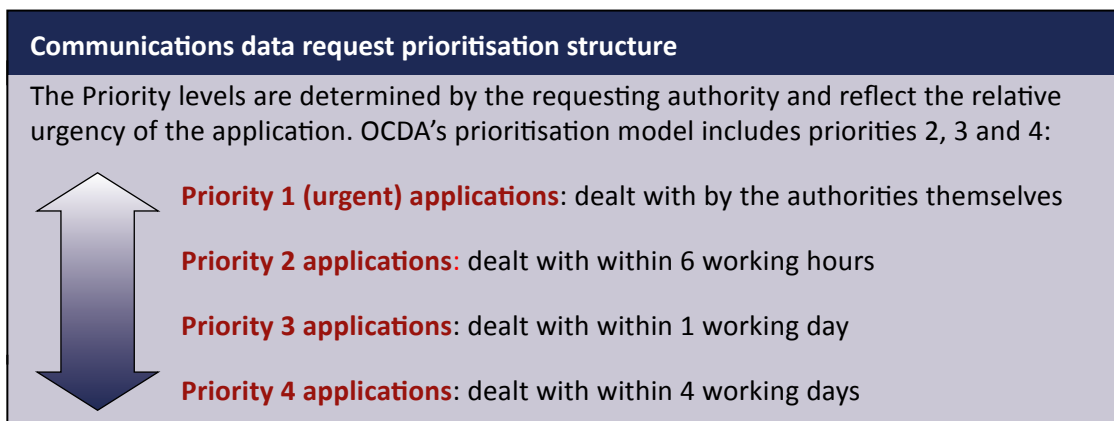 Communications data request prioritisation structure
The Priority levels are determined by the requesting authority and reflect the relative
urgency of the application. OCDA’s prioritisation model includes priorities 2, 3 and 4:
Priority 1 (urgent) applications: dealt with by the authorities themselves
Priority 2 applications: dealt with within 6 working hours
Priority 3 applications: dealt with within 1 working day
Priority 4 applications: dealt with within 4 working days